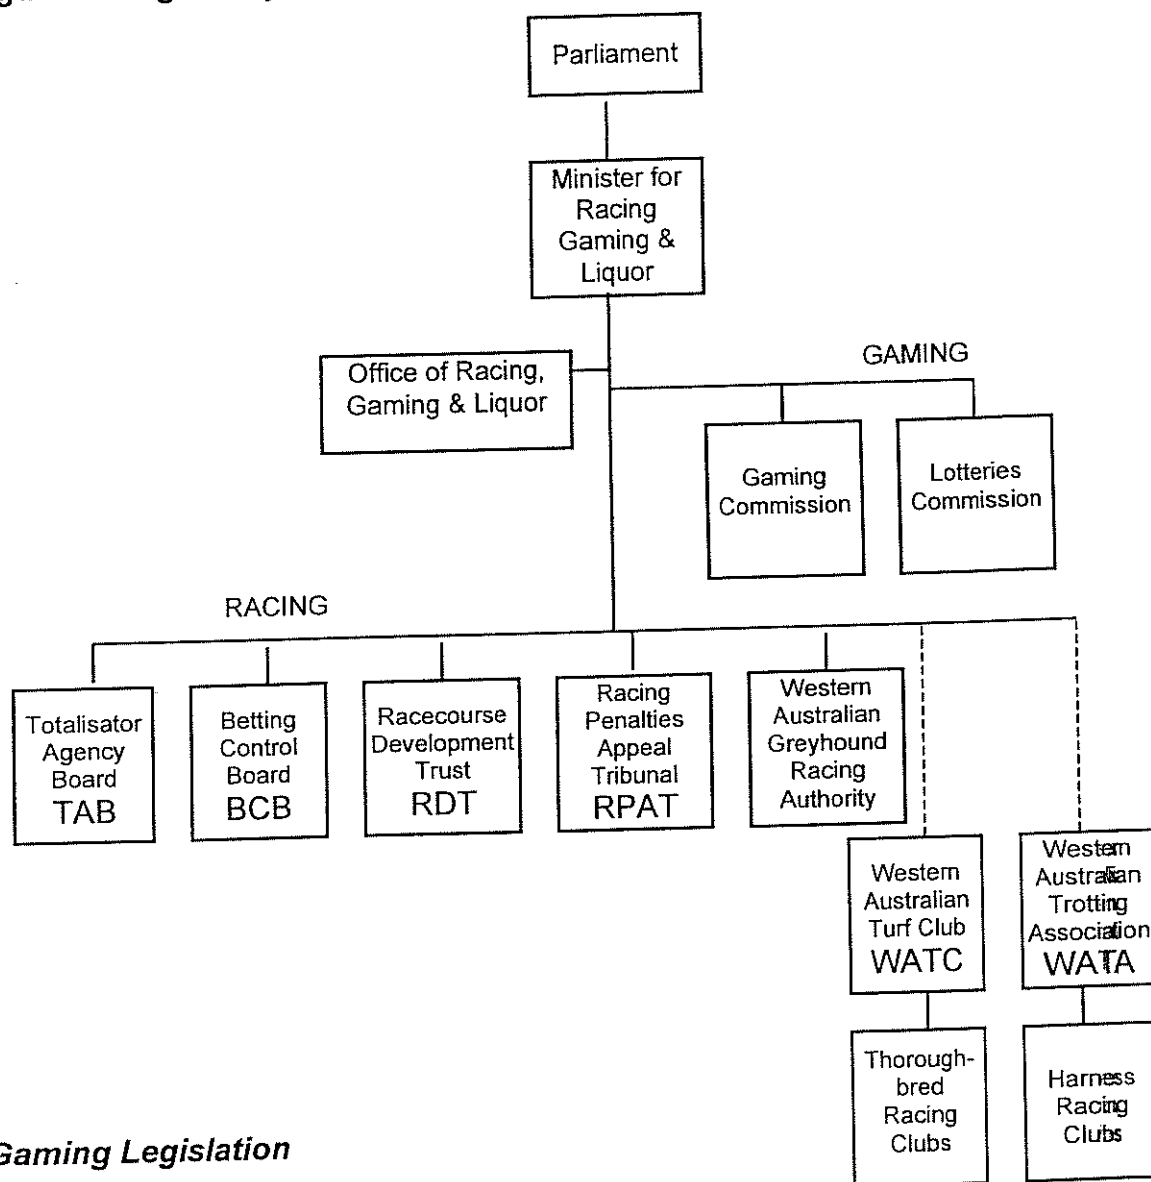 Parliament
Minister for
Racing
Gaming &
Liquor
Office of Racing,
Gaming & Liquor
GAMING
Gaming
Commission
Lotteries
Commission
RACING
Totalisator
Agency
Board
TAB
Betting
Control
Board
BCB
Racecourse
Development
Trust
RDT
Racing
Penalties
Appeal
Tribunal
RPAT
Western
Australian
Greyhound
Racing
Authority
Western
Australian
Turf Club
WATC
Western
Australian
Trotting
Association
WATA
Thorough-
bred
Racing
Clubs
Harness
Racing
Clubs
Gaming Legislation